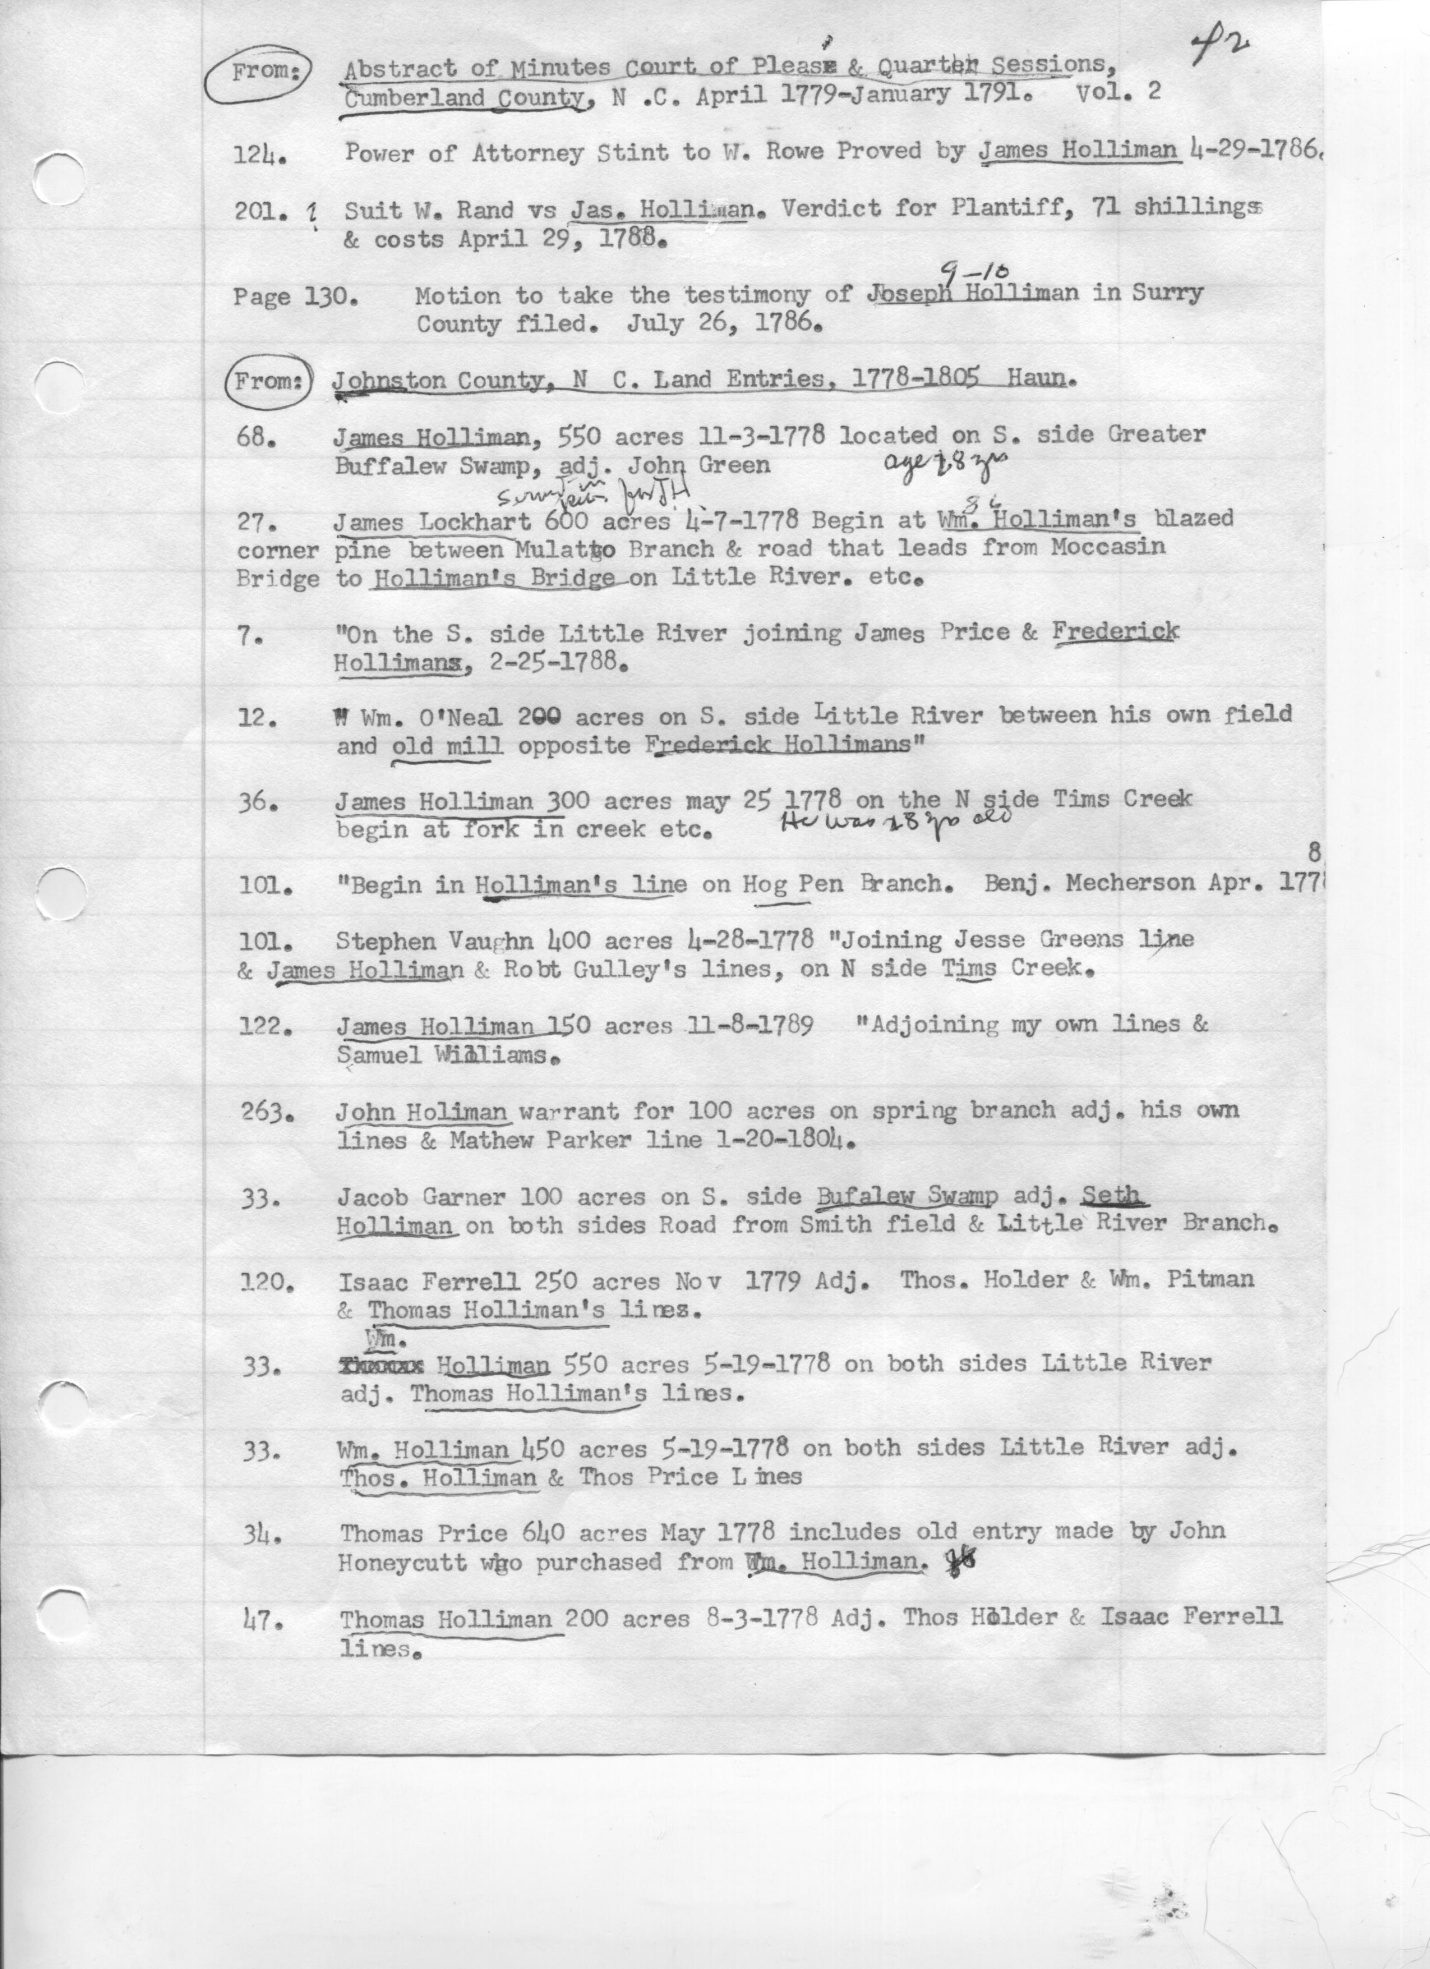 42
From: Abstract of Minutes Court of Pleas & Quarter Sessions,
Cumberland County, N .C. April 1779-January 1791. Vol. 2
124. Power of Attorney Stint to W. Rowe Proved by James Holliman 4-29-1786.
201. ? Suit W. Rand vs Jas. Holliman. Verdict for Plantiff, 71 shillings
& costs April 29, 1788.
9-10
Page 130. Motion to take the testimony of Joseph Holliman in Surry
County filed. July 26, 1786.
From: Johnston County, N C. Land Entries, 1778-1805 Haun.
68. James Holliman, 550 acres 11-3-1778 located on S. side Greater
Buffalew Swamp, adj. John Green age 28 yrs
for JH
86
27. James Lockhart 600 acres 4-7-1778 Begin at Wm. Holliman's blazed
corner pine between Mulatto Branch & road that leads from Moccasin
Bridge to Holliman's Bridge on Little River. etc.
7. "On the S. side Little River joining James Price & Frederick
Hollimans, 2-25-1788.
12. " Wm. O'Neal 200 acres on S. side Little River between his own field
and old mill opposite Frederick Hollimans"
36. James Holliman 300 acres may 25 1778 on the N side Tims Creek
begin at fork in creek etc. He was 28 yrs old
8
101. "Begin in Holliman's line on Hog Pen Branch. Benj. Mecherson Apr. 177
101. Stephen Vaughn 400 acres 4-28-1778 "Joining Jesse Greens line
& James Holliman & Robt Gulley's lines, on N side Tims Creek.
122. James Holliman 150 acres 11-8-1789 "Adjoining my own lines &
Samuel Williams.
263. John Holiman warrant for 100 acres on spring branch adj. his own
lines & Mathew Parker line 1-20-1804.
33. Jacob Garner 100 acres on S. side Bufalew Swamp adj. Seth
Holliman on both sides Road from Smith field & Little River Branch.
120. Isaac Ferrell 250 acres Nov 1779 Adj. Thos. Holder & Wm. Pitman
& Thomas Holliman's lines.
Wm.
33. Holliman 550 acres 5-19-1778 on both sides Little River
adj. Thomas Holliman's lines.
33. Wm. Holliman 450 acres 5-19-1778 on both sides Little River adj.
Thos. Holliman & Thos Price Lines
34. Thomas Price 640 acres May 1778 includes old entry made by John
Honeycutt who purchased from Wm. Holliman.
47. Thomas Holliman 200 acres 8-3-1778 Adj. Thos Holder & Isaac Ferrell
lines.